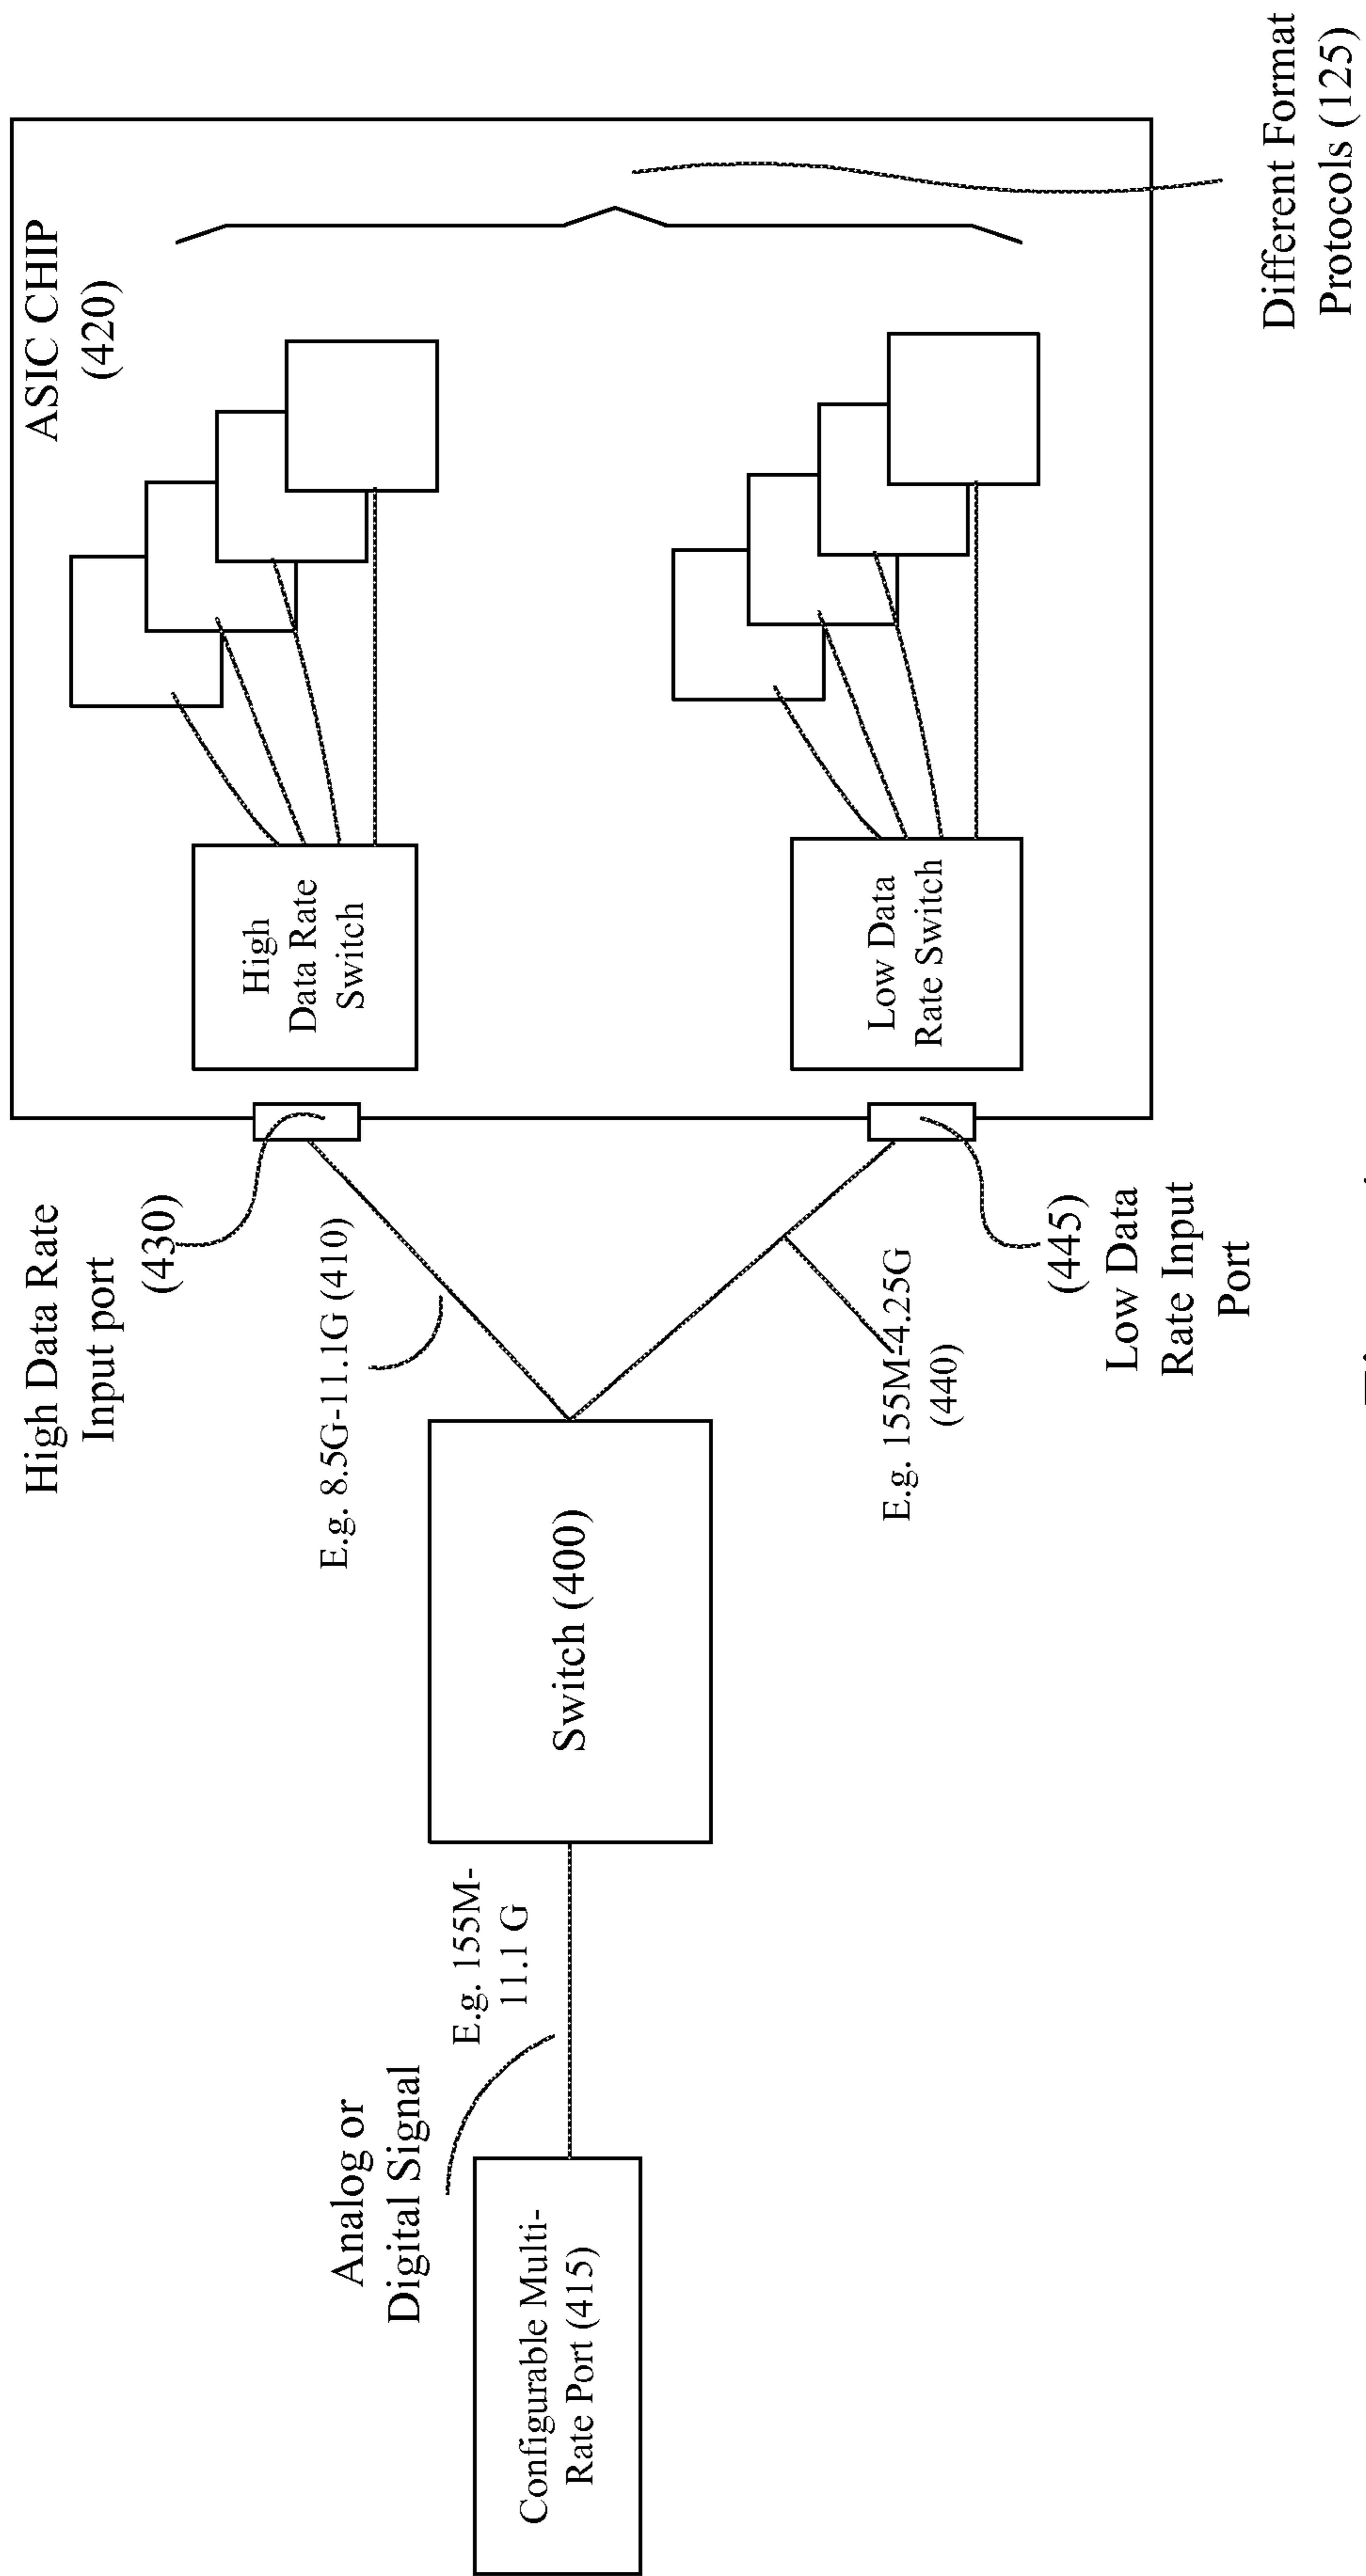 ASIC CHIP
(420)
High Data Rate
Input port
(430)
High
Data Rate
Switch
E.g. 8.5G-11.1G (410)
Analog or
Digital Signal
E.g. 155M-
11.1 G
Configurable Multi-
Rate Port (415)
Switch (400)
E.g. 155M-4.25G
(440)
Low Data
Rate Switch
(445)
Low Data
Rate Input
Port
Different Format
Protocols (125)